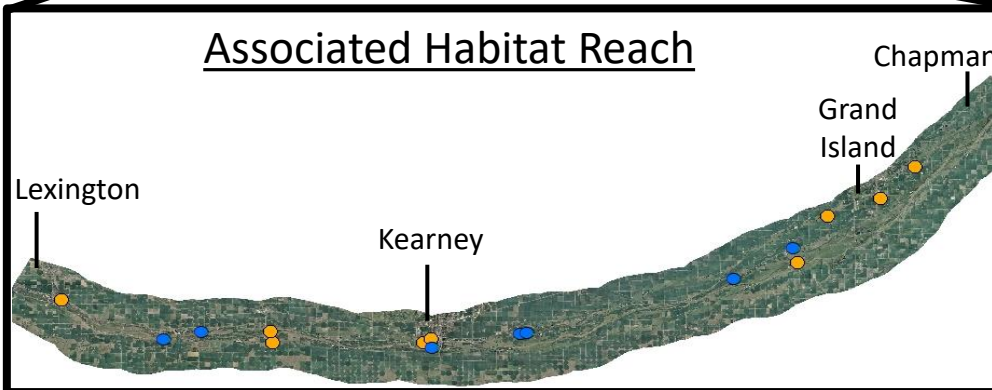 Associated Habitat Reach
Chapman
Grand
Island
Lexington
Kearney